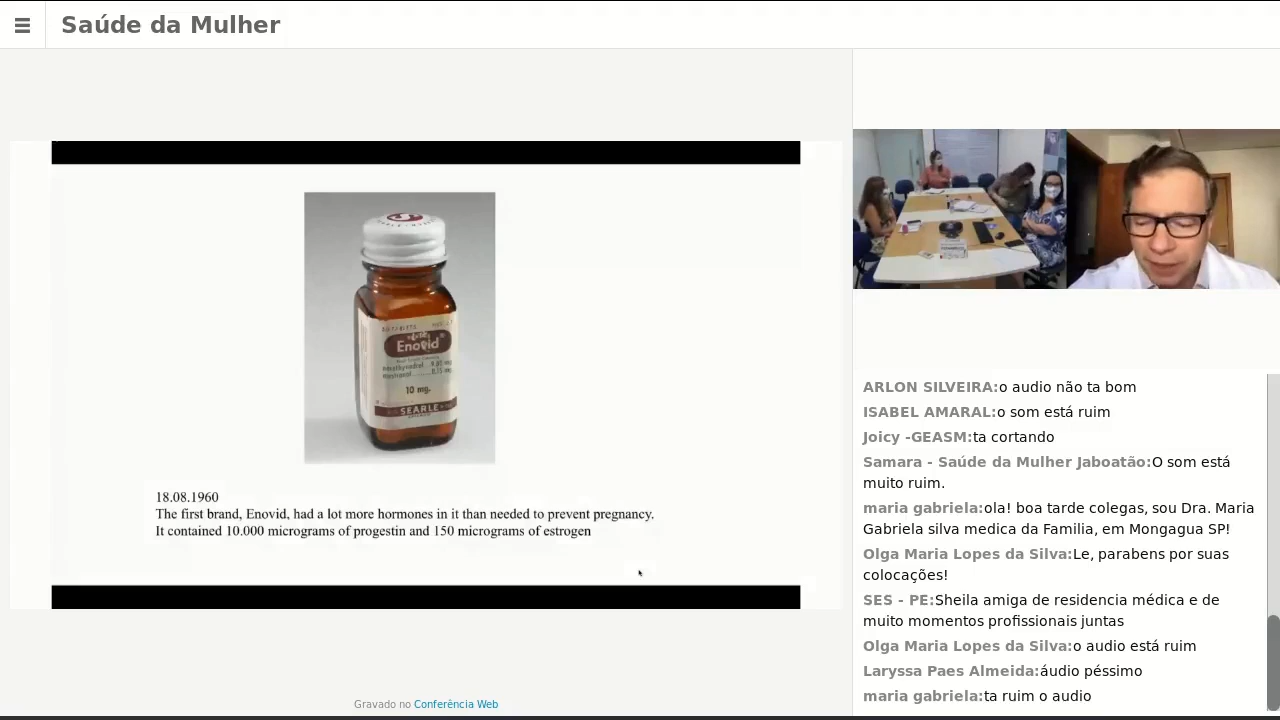 Saúde da Mulher
Enovid
10 mg.
SEARLE
18.08.1960
The first brand, Enovid, had a lot more hormones in it than needed to prevent pregnancy.
It contained 10.000 micrograms of progestin and 150 micrograms of estrogen
Gravado no Conferência Web
ARLON SILVEIRA:o audio não ta bom
ISABEL AMARAL:o som está ruim
Joicy -GEASM:ta cortando
Samara - Saúde da Mulher Jaboatão:O som está
muito ruim.
maria gabriela:ola! boa tarde colegas, sou Dra. Maria
Gabriela silva medica da Familia, em Mongagua SP!
Olga Maria Lopes da Silva:Le, parabens por suas
colocações!
SES - PE:Sheila amiga de residencia médica e de
muito momentos profissionais juntas
Olga Maria Lopes da Silva:o audio está ruim
Laryssa Paes Almeida:áudio péssimo
maria gabriela:ta ruim o audio